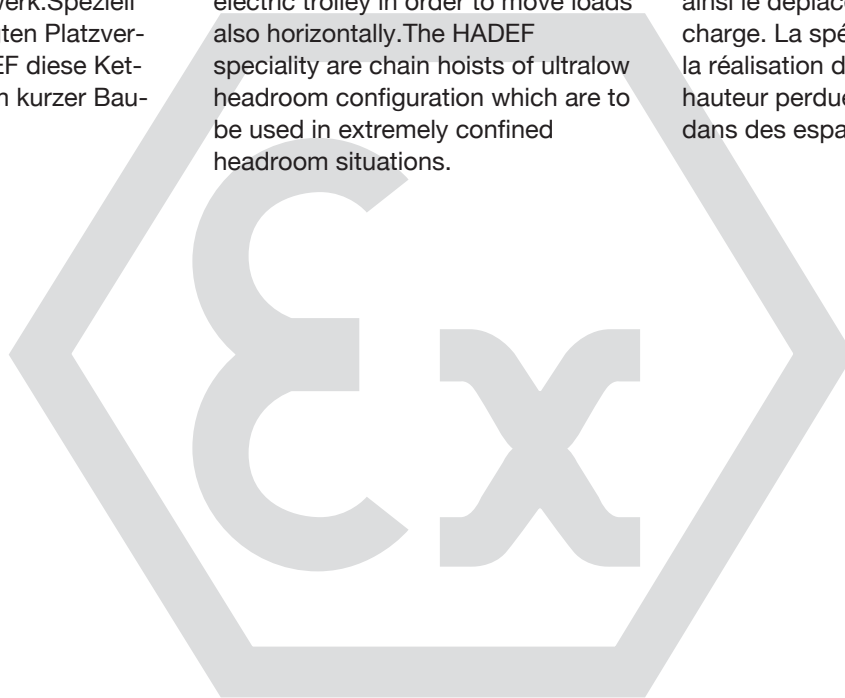 werk.Speziell
ten Platzver-
EF diese Ket-
n kurzer Bau-
electric trolley in order to move loads
also horizontally.The HADEF
speciality are chain hoists of ultralow
headroom configuration which are to
be used in extremely confined
headroom situations.
ainsi le déplac
charge. La spé
la réalisation d
hauteur perdue
dans des espa
Ex